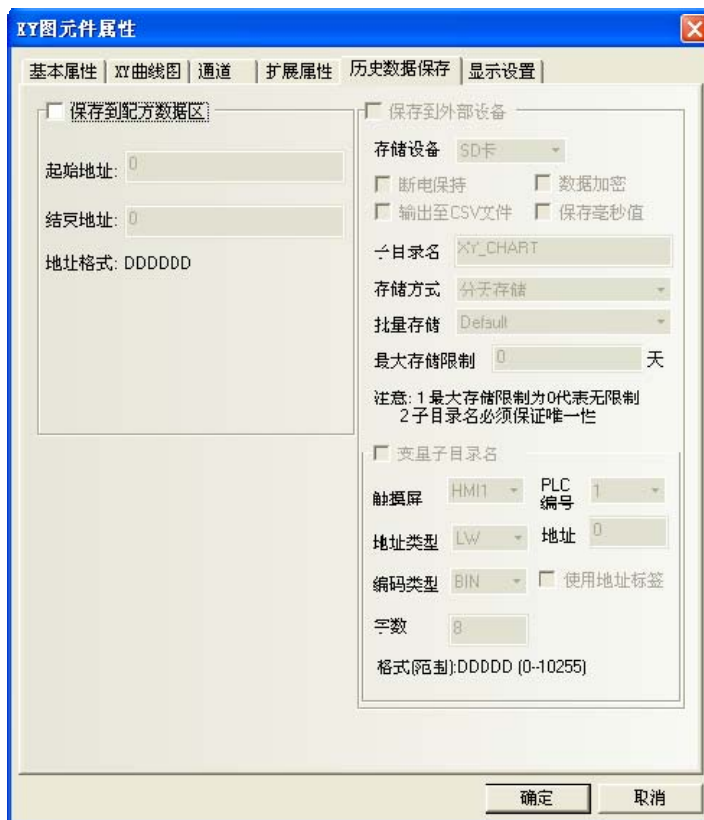 XY图元件属性
基本属性 XY曲线图 通道 扩展属性 历史数据保存 显示设置
保存到配方数据区
起始地址: 0
结束地址: 0
地址格式: DDDDDD
保存到外部设备
存储设备 SD卡
断电保持 数据加密
输出至CSV文件 保存毫秒值
子目录名 XY_CHART
存储方式 分天存储
批量存储 Default
最大存储限制 0 天
注意: 1 最大存储限制为0代表无限制
2 子目录名必须保证唯一性
变量子目录名
触摸屏 HMI1 PLC编号 1
地址类型 LW 地址 0
编码类型 BIN 使用地址标签
字数 8
格式(范围):DDDDD (0--10255)
确定 取消